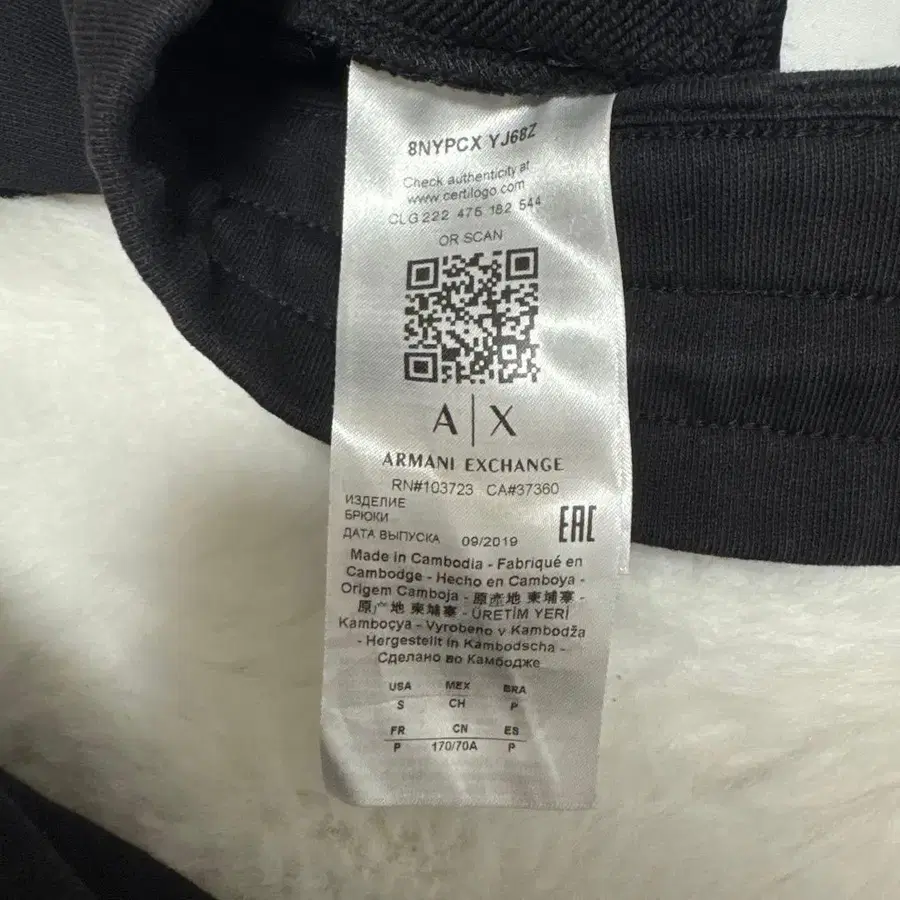 8NYPCX YJ68Z
Check authenticity at
www.certilogo.com
CLG 222 475 182 544
OR SCAN
A|X
ARMANI EXCHANGE
RN#103723 CA#37360
ИЗДЕЛИЕ
БРЮКИ
ДАТА ВЫПУСКА 09/2019
EAC
Made in Cambodia - Fabriqué en
Cambodge - Hecho en Camboya -
Origem Camboja - 原产地 柬埔寨 -
原产地 柬埔寨 - ÜRETİM YERİ
Kamboçya - Vyrobeno v Kambodža
- Hergestellt in Kambodscha -
Сделано во Камбодже
USA MEX BRA
S CH P
FR CN ES
P 170/70A P